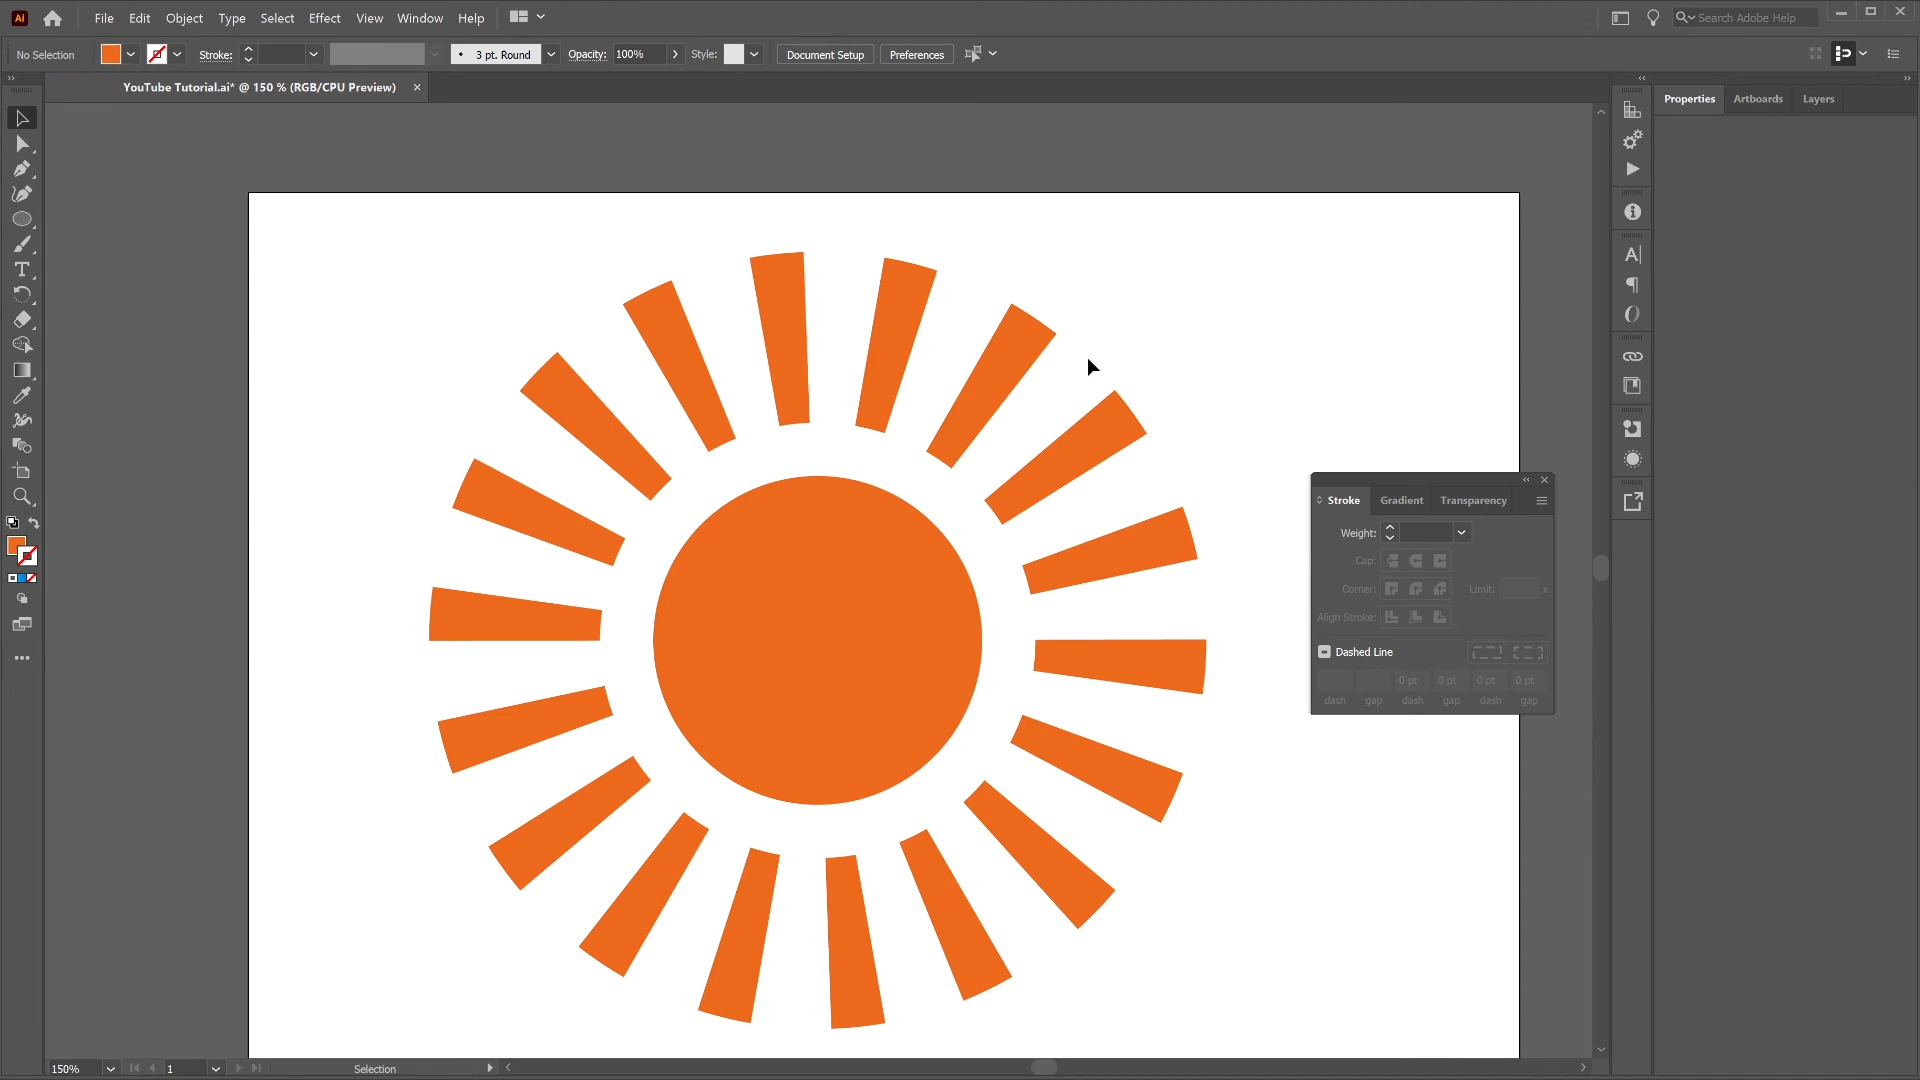 Ai File Edit Object Type Select Effect View Window Help Search Adobe Help
No Selection Stroke: 3 pt. Round Opacity: 100% Style: Document Setup Preferences
YouTube Tutorial.ai* @ 150 % (RGB/CPU Preview)
Properties Artboards Layers
Stroke Gradient Transparency
Weight:
Cap:
Corner: Limit: x
Align Stroke:
Dashed Line
0 pt 0 pt 0 pt 0 pt
dash gap dash gap dash gap
150% 1 Selection